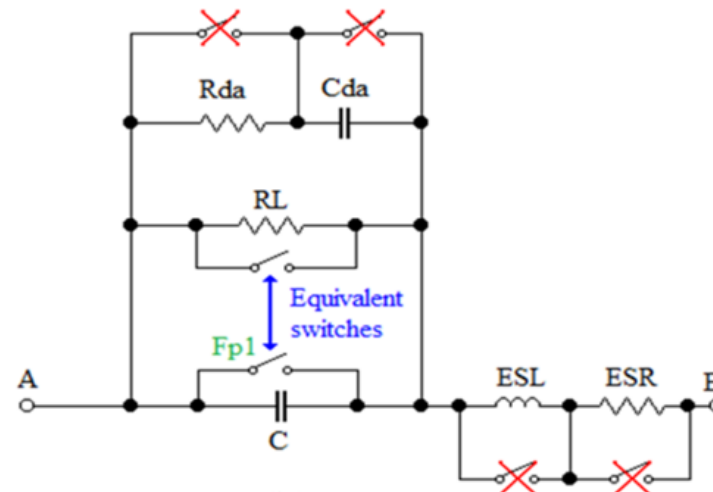 Rda
Cda
RL
Equivalent
switches
Fp1
A
ESL
ESR
C